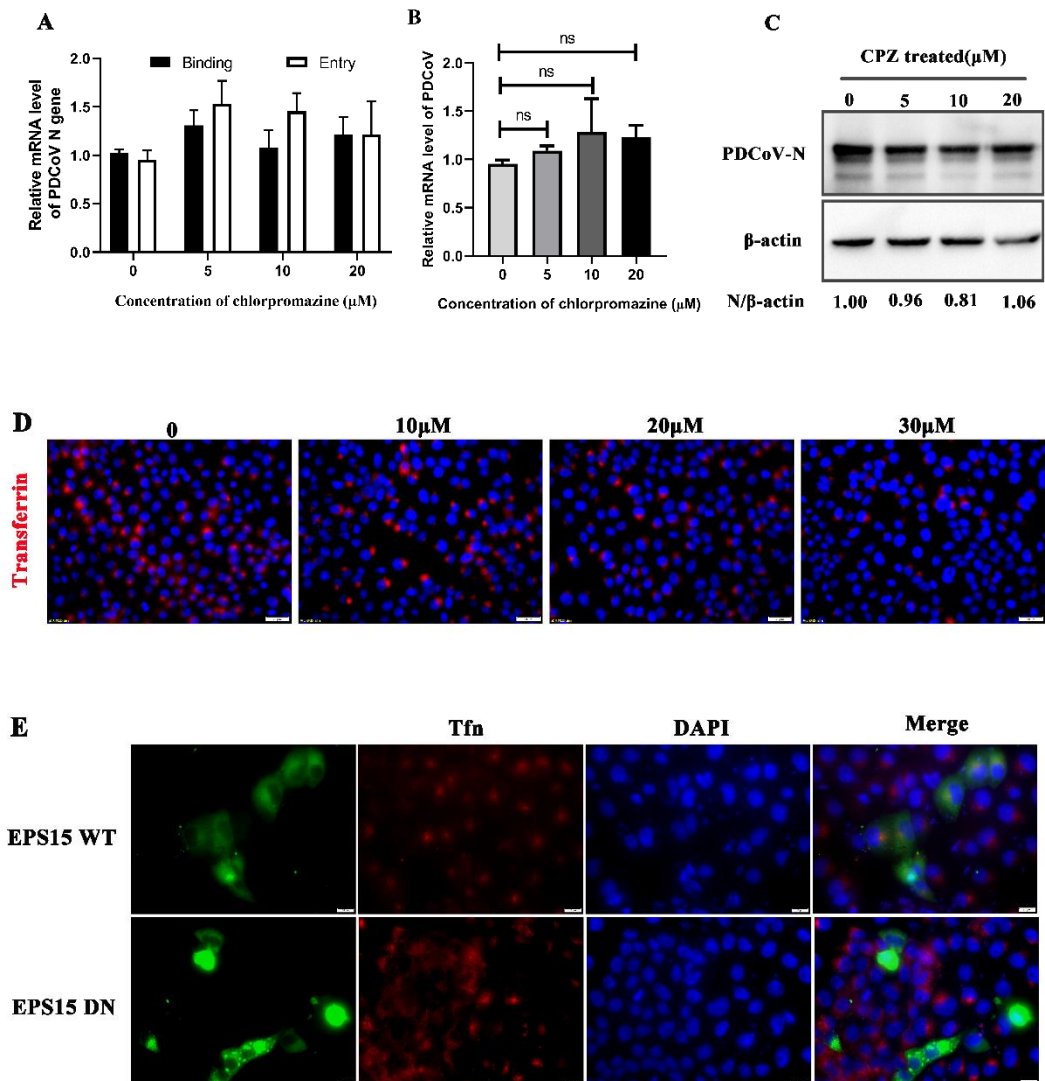 A
Binding
Entry
Relative mRNA level
of PDCoV N gene
2.0
1.5
1.0
0.5
0.0
0 5 10 20
Concentration of chlorpromazine (µM)
B
ns
ns
ns
Relative mRNA level of PDCoV
2.0
1.5
1.0
0.5
0.0
0 5 10 20
Concentration of chlorpromazine (µM)
C
CPZ treated(µM)
0 5 10 20
PDCoV-N
β-actin
N/β-actin 1.00 0.96 0.81 1.06
D
0 10µM 20µM 30µM
Transferrin
E
Tfn DAPI Merge
EPS15 WT
EPS15 DN